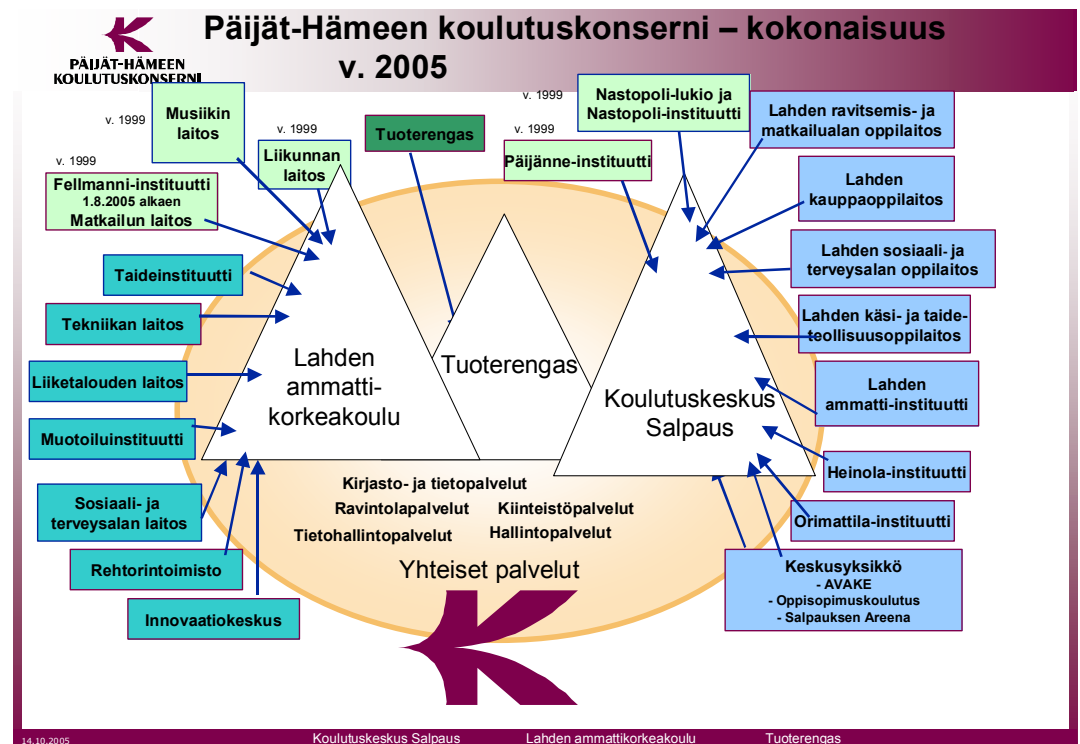 Päijät-Hämeen koulutuskonserni – kokonaisuus
v. 2005
PÄIJÄT-HÄMEEN
KOULUTUSKONSERNI
v. 1999
Musiikin
laitos
v. 1999
Liikunnan
laitos
v. 1999
Fellmanni-instituutti
1.8.2005 alkaen
Matkailun laitos
Tuoterengas
v. 1999
Nastopoli-lukio ja
Nastopoli-instituutti
v. 1999
Päijänne-instituutti
Lahden ravitsemis- ja
matkailualan oppilaitos
Lahden
kauppaoppilaitos
Lahden sosiaali- ja
terveysalan oppilaitos
Lahden käsi- ja taide-
teollisuusoppilaitos
Lahden
ammatti-instituutti
Heinola-instituutti
Orimattila-instituutti
Keskusyksikkö
- AVAKE
- Oppisopimuskoulutus
- Salpauksen Areena
Taideinstituutti
Tekniikan laitos
Liiketalouden laitos
Muotoiluinstituutti
Sosiaali- ja
terveysalan laitos
Rehtorintoimisto
Innovaatiokeskus
Lahden
ammatti-
korkeakoulu
Tuoterengas
Koulutuskeskus
Salpaus
Kirjasto- ja tietopalvelut
Ravintolapalvelut
Kiinteistöpalvelut
Tietohallintopalvelut
Hallintopalvelut
Yhteiset palvelut
14.10.2005
Koulutuskeskus Salpaus
Lahden ammattikorkeakoulu
Tuoterengas